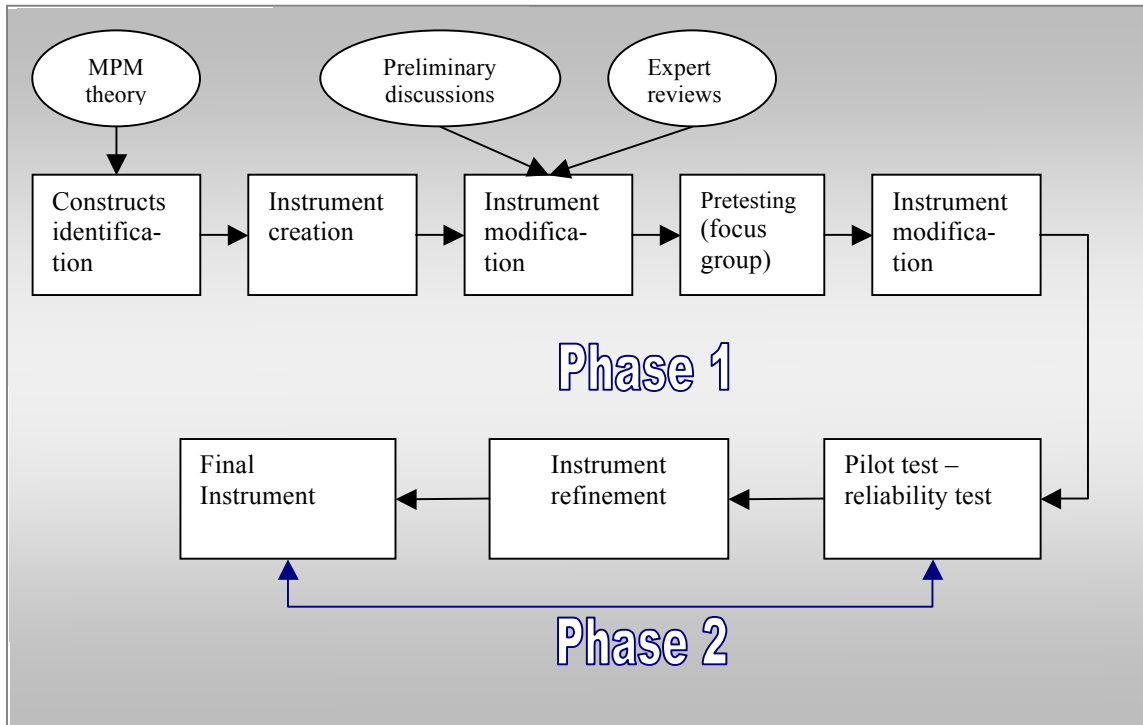 MPM
theory
Preliminary
discussions
Expert
reviews
Constructs
identifica-
tion
Instrument
creation
Instrument
modifica-
tion
Pretesting
(focus
group)
Instrument
modifica-
tion
Phase 1
Final
Instrument
Instrument
refinement
Pilot test –
reliability test
Phase 2